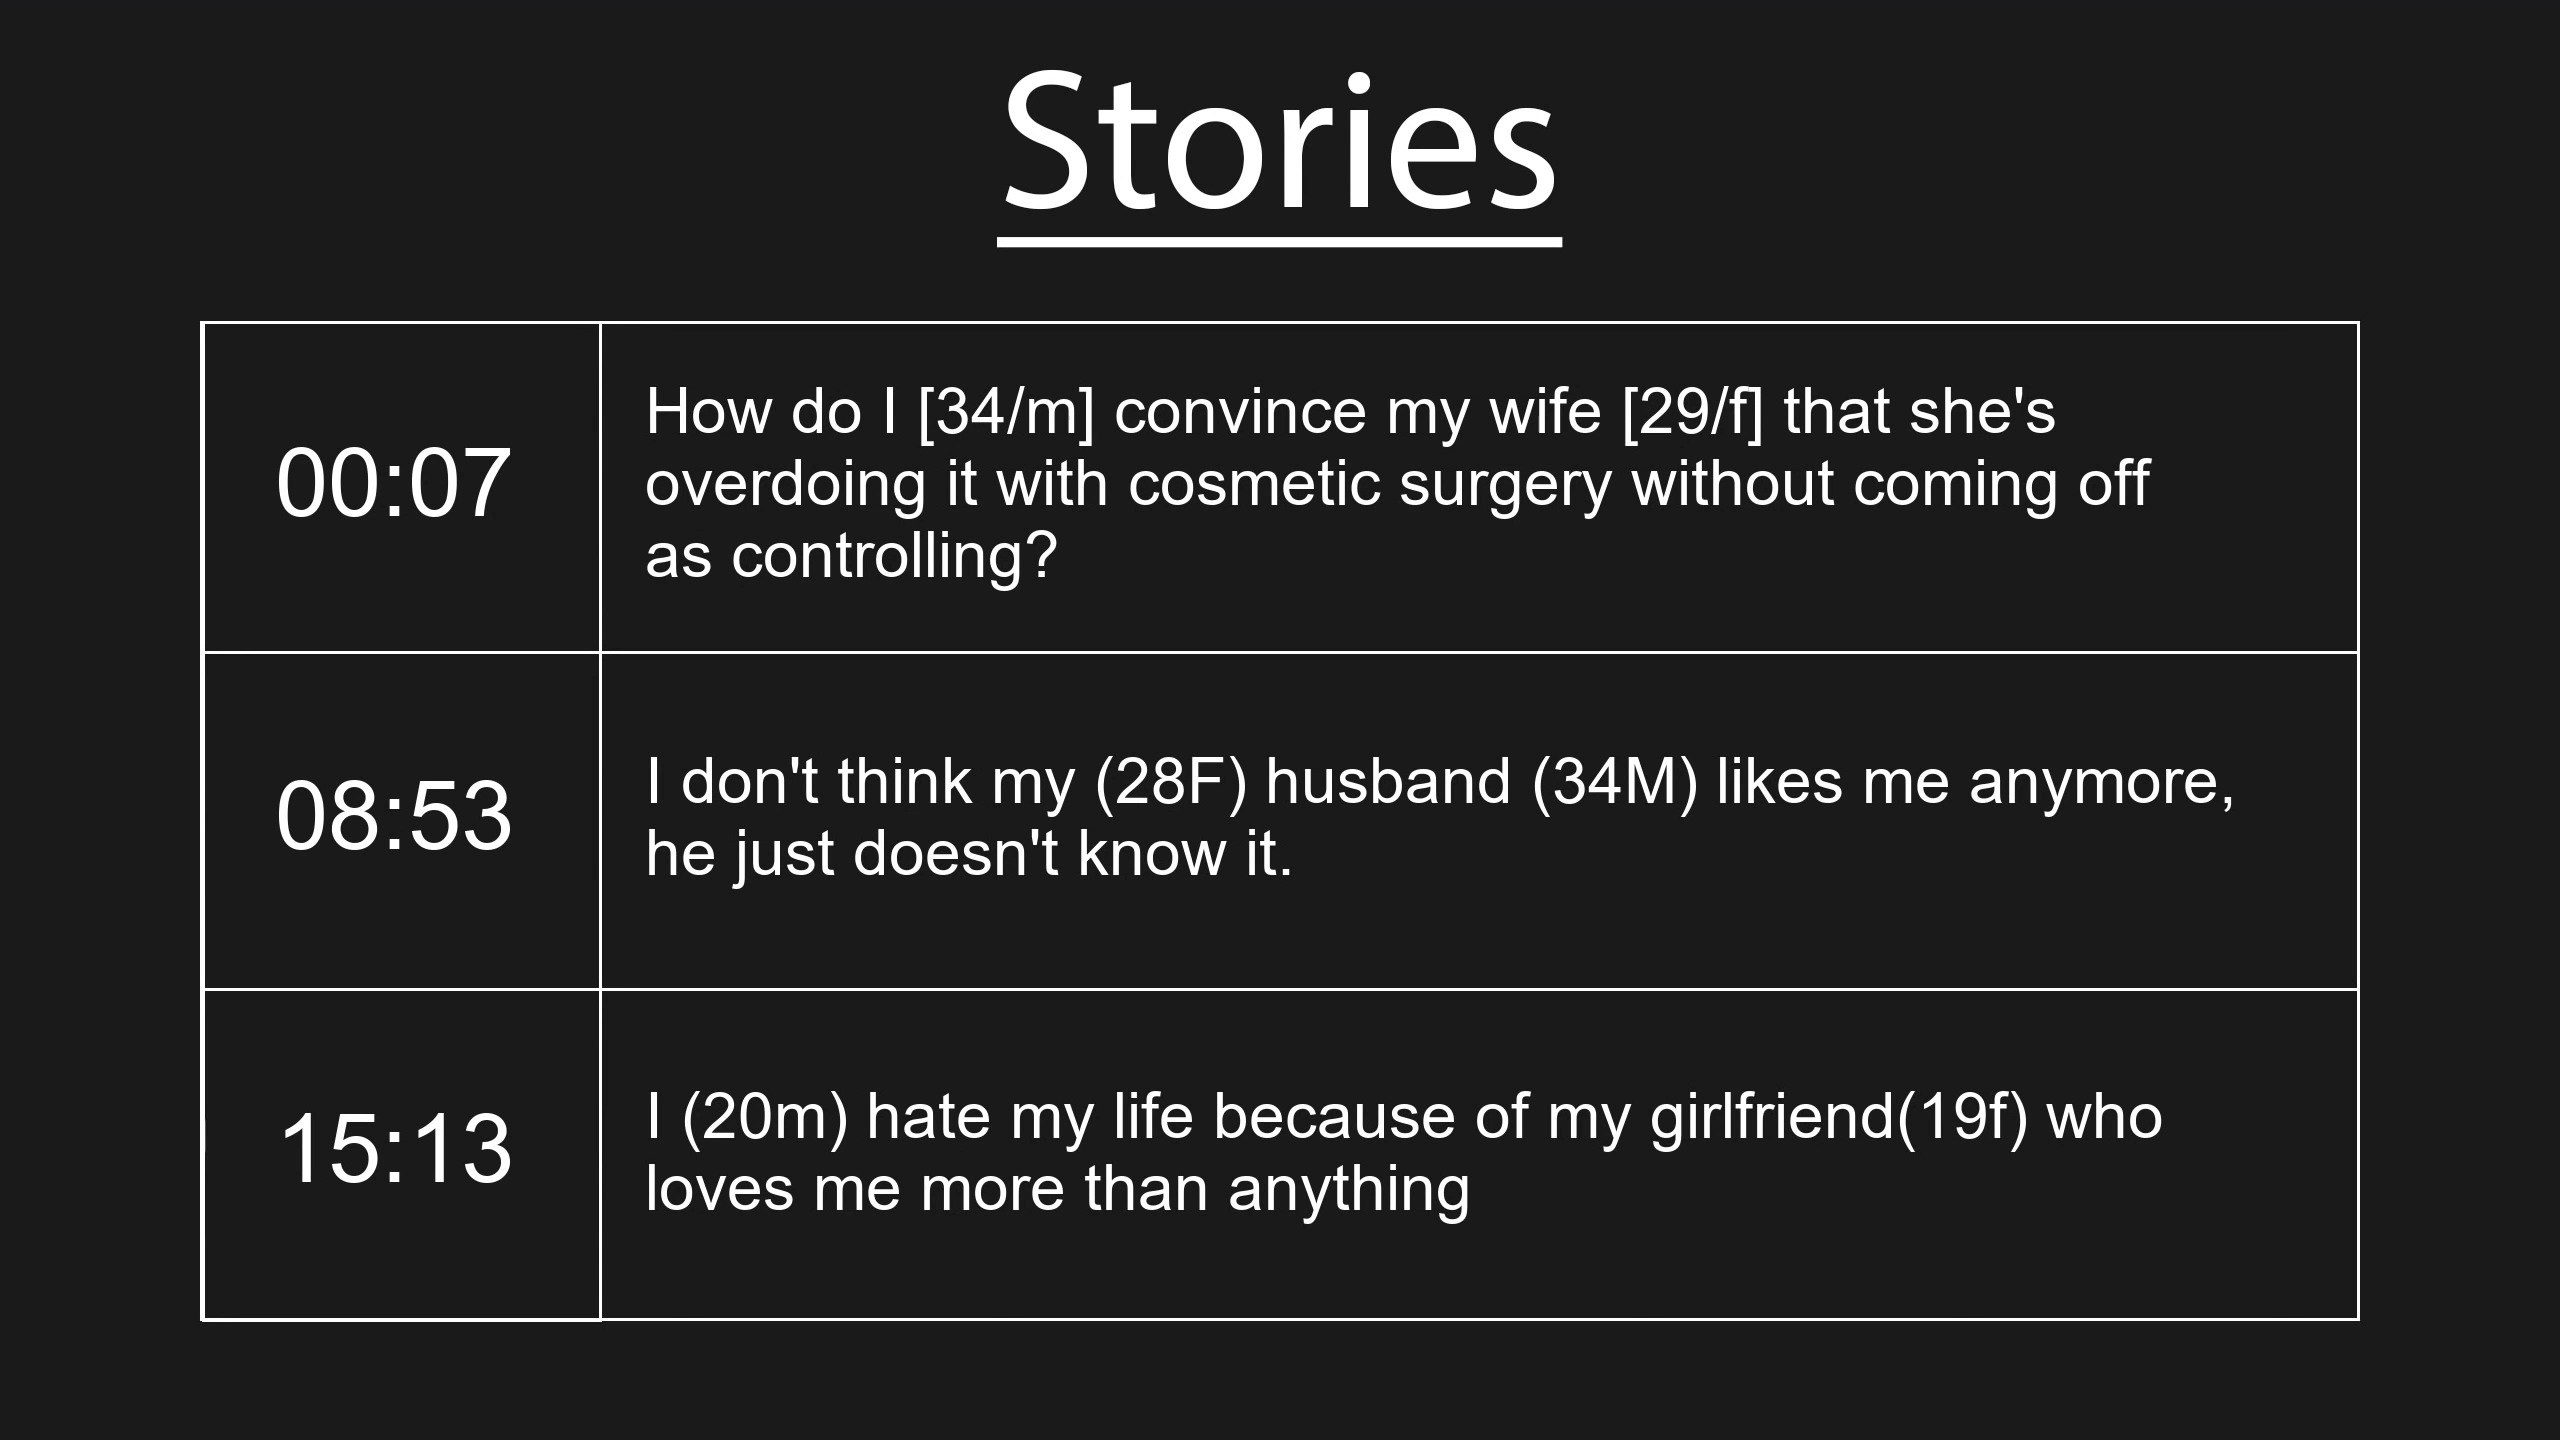 Stories
00:07
How do I [34/m] convince my wife [29/f] that she's
overdoing it with cosmetic surgery without coming off
as controlling?
08:53
I don't think my (28F) husband (34M) likes me anymore,
he just doesn't know it.
15:13
I (20m) hate my life because of my girlfriend(19f) who
loves me more than anything